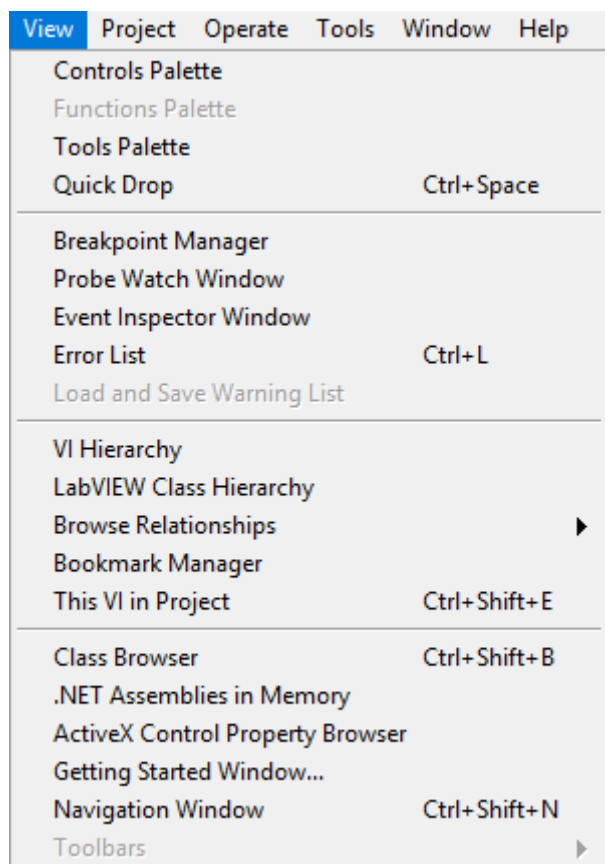 View Project Operate Tools Window Help
Controls Palette
Functions Palette
Tools Palette
Quick Drop Ctrl+Space
Breakpoint Manager
Probe Watch Window
Event Inspector Window
Error List Ctrl+L
Load and Save Warning List
VI Hierarchy
LabVIEW Class Hierarchy
Browse Relationships
Bookmark Manager
This VI in Project Ctrl+Shift+E
Class Browser Ctrl+Shift+B
.NET Assemblies in Memory
ActiveX Control Property Browser
Getting Started Window...
Navigation Window Ctrl+Shift+N
Toolbars